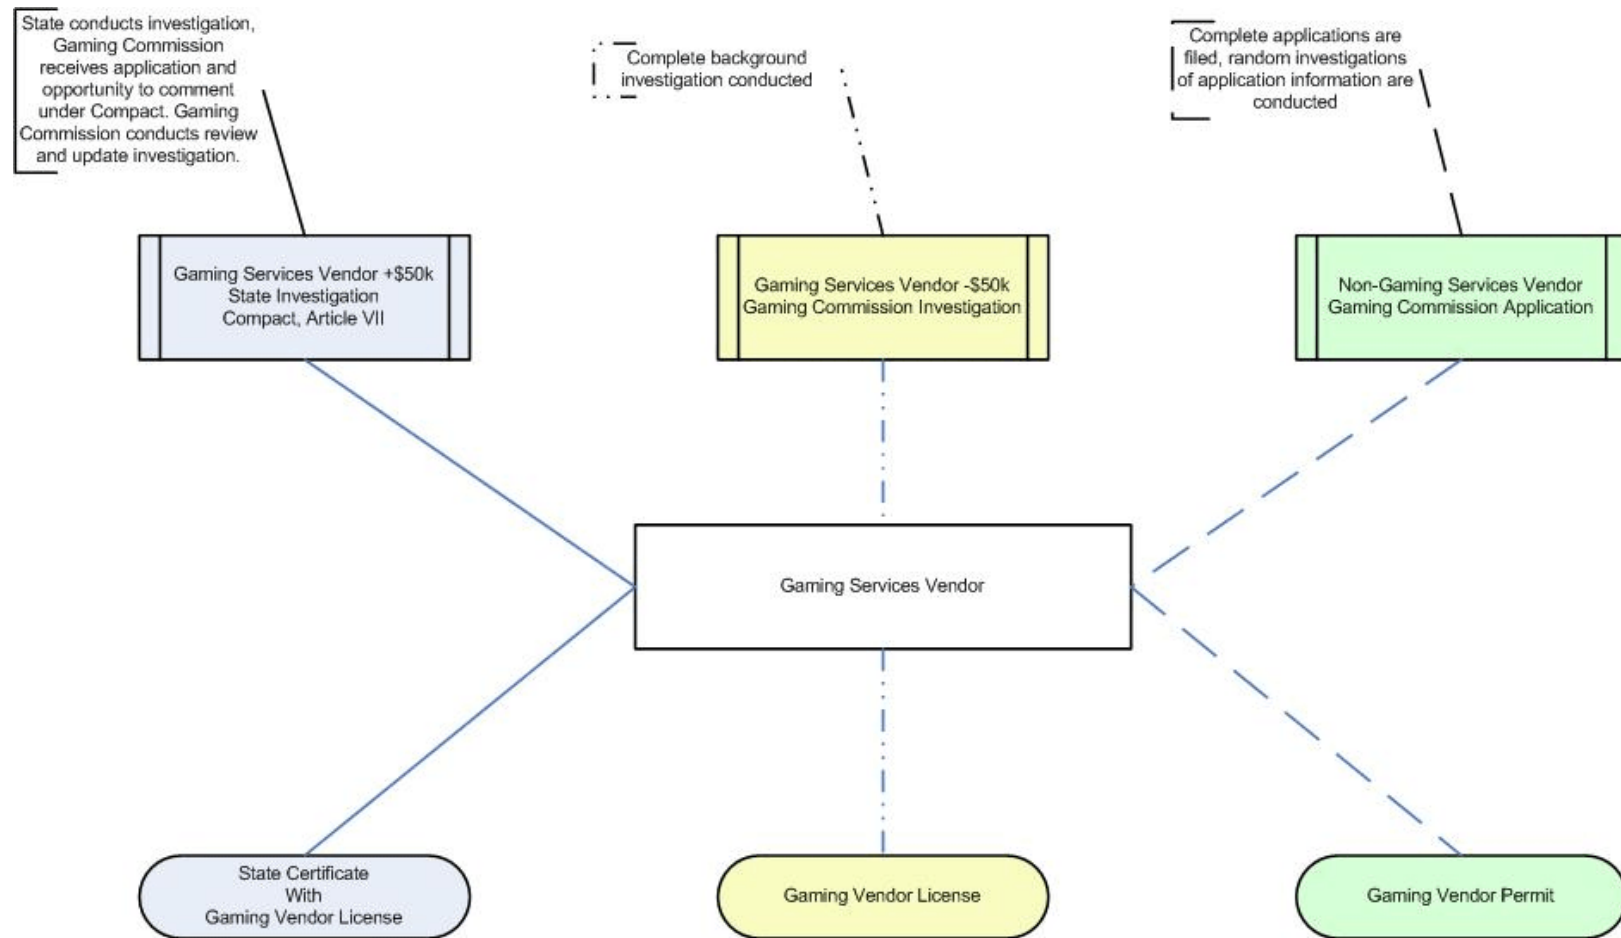 State conducts investigation,
Gaming Commission
receives application and
opportunity to comment
under Compact. Gaming
Commission conducts review
and update investigation.
Complete background
investigation conducted
Complete applications are
filed, random investigations
of application information are
conducted
Gaming Services Vendor +$50k
State Investigation
Compact, Article VII
Gaming Services Vendor -$50k
Gaming Commission Investigation
Non-Gaming Services Vendor
Gaming Commission Application
Gaming Services Vendor
State Certificate
With
Gaming Vendor License
Gaming Vendor License
Gaming Vendor Permit